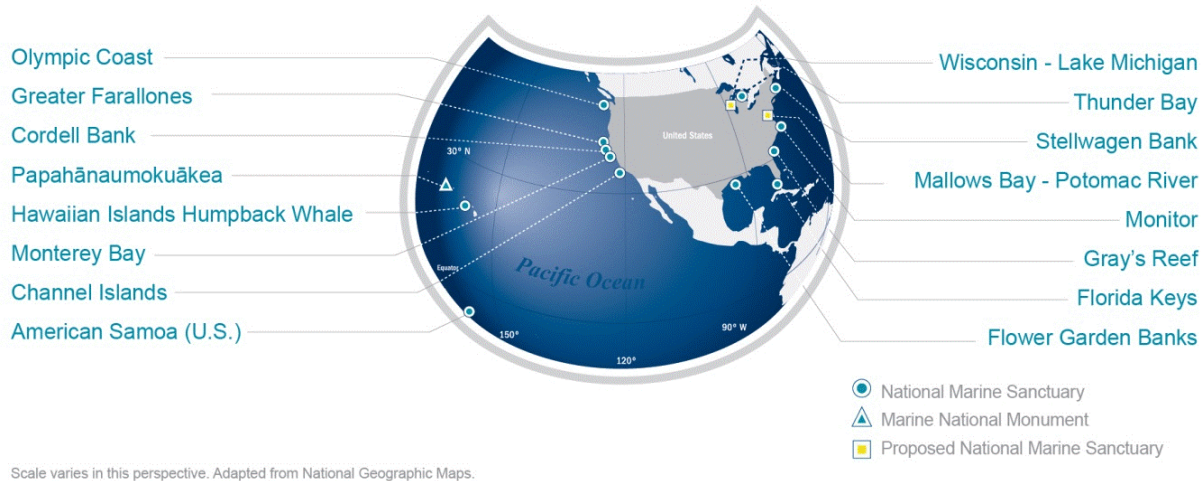 Olympic Coast
Greater Farallones
Cordell Bank
Papahānaumokuākea
Hawaiian Islands Humpback Whale
Monterey Bay
Channel Islands
American Samoa (U.S.)
United States
30° N
Equator
Pacific Ocean
150°
120°
90° W
Wisconsin - Lake Michigan
Thunder Bay
Stellwagen Bank
Mallows Bay - Potomac River
Monitor
Gray's Reef
Florida Keys
Flower Garden Banks
National Marine Sanctuary
Marine National Monument
Proposed National Marine Sanctuary
Scale varies in this perspective. Adapted from National Geographic Maps.